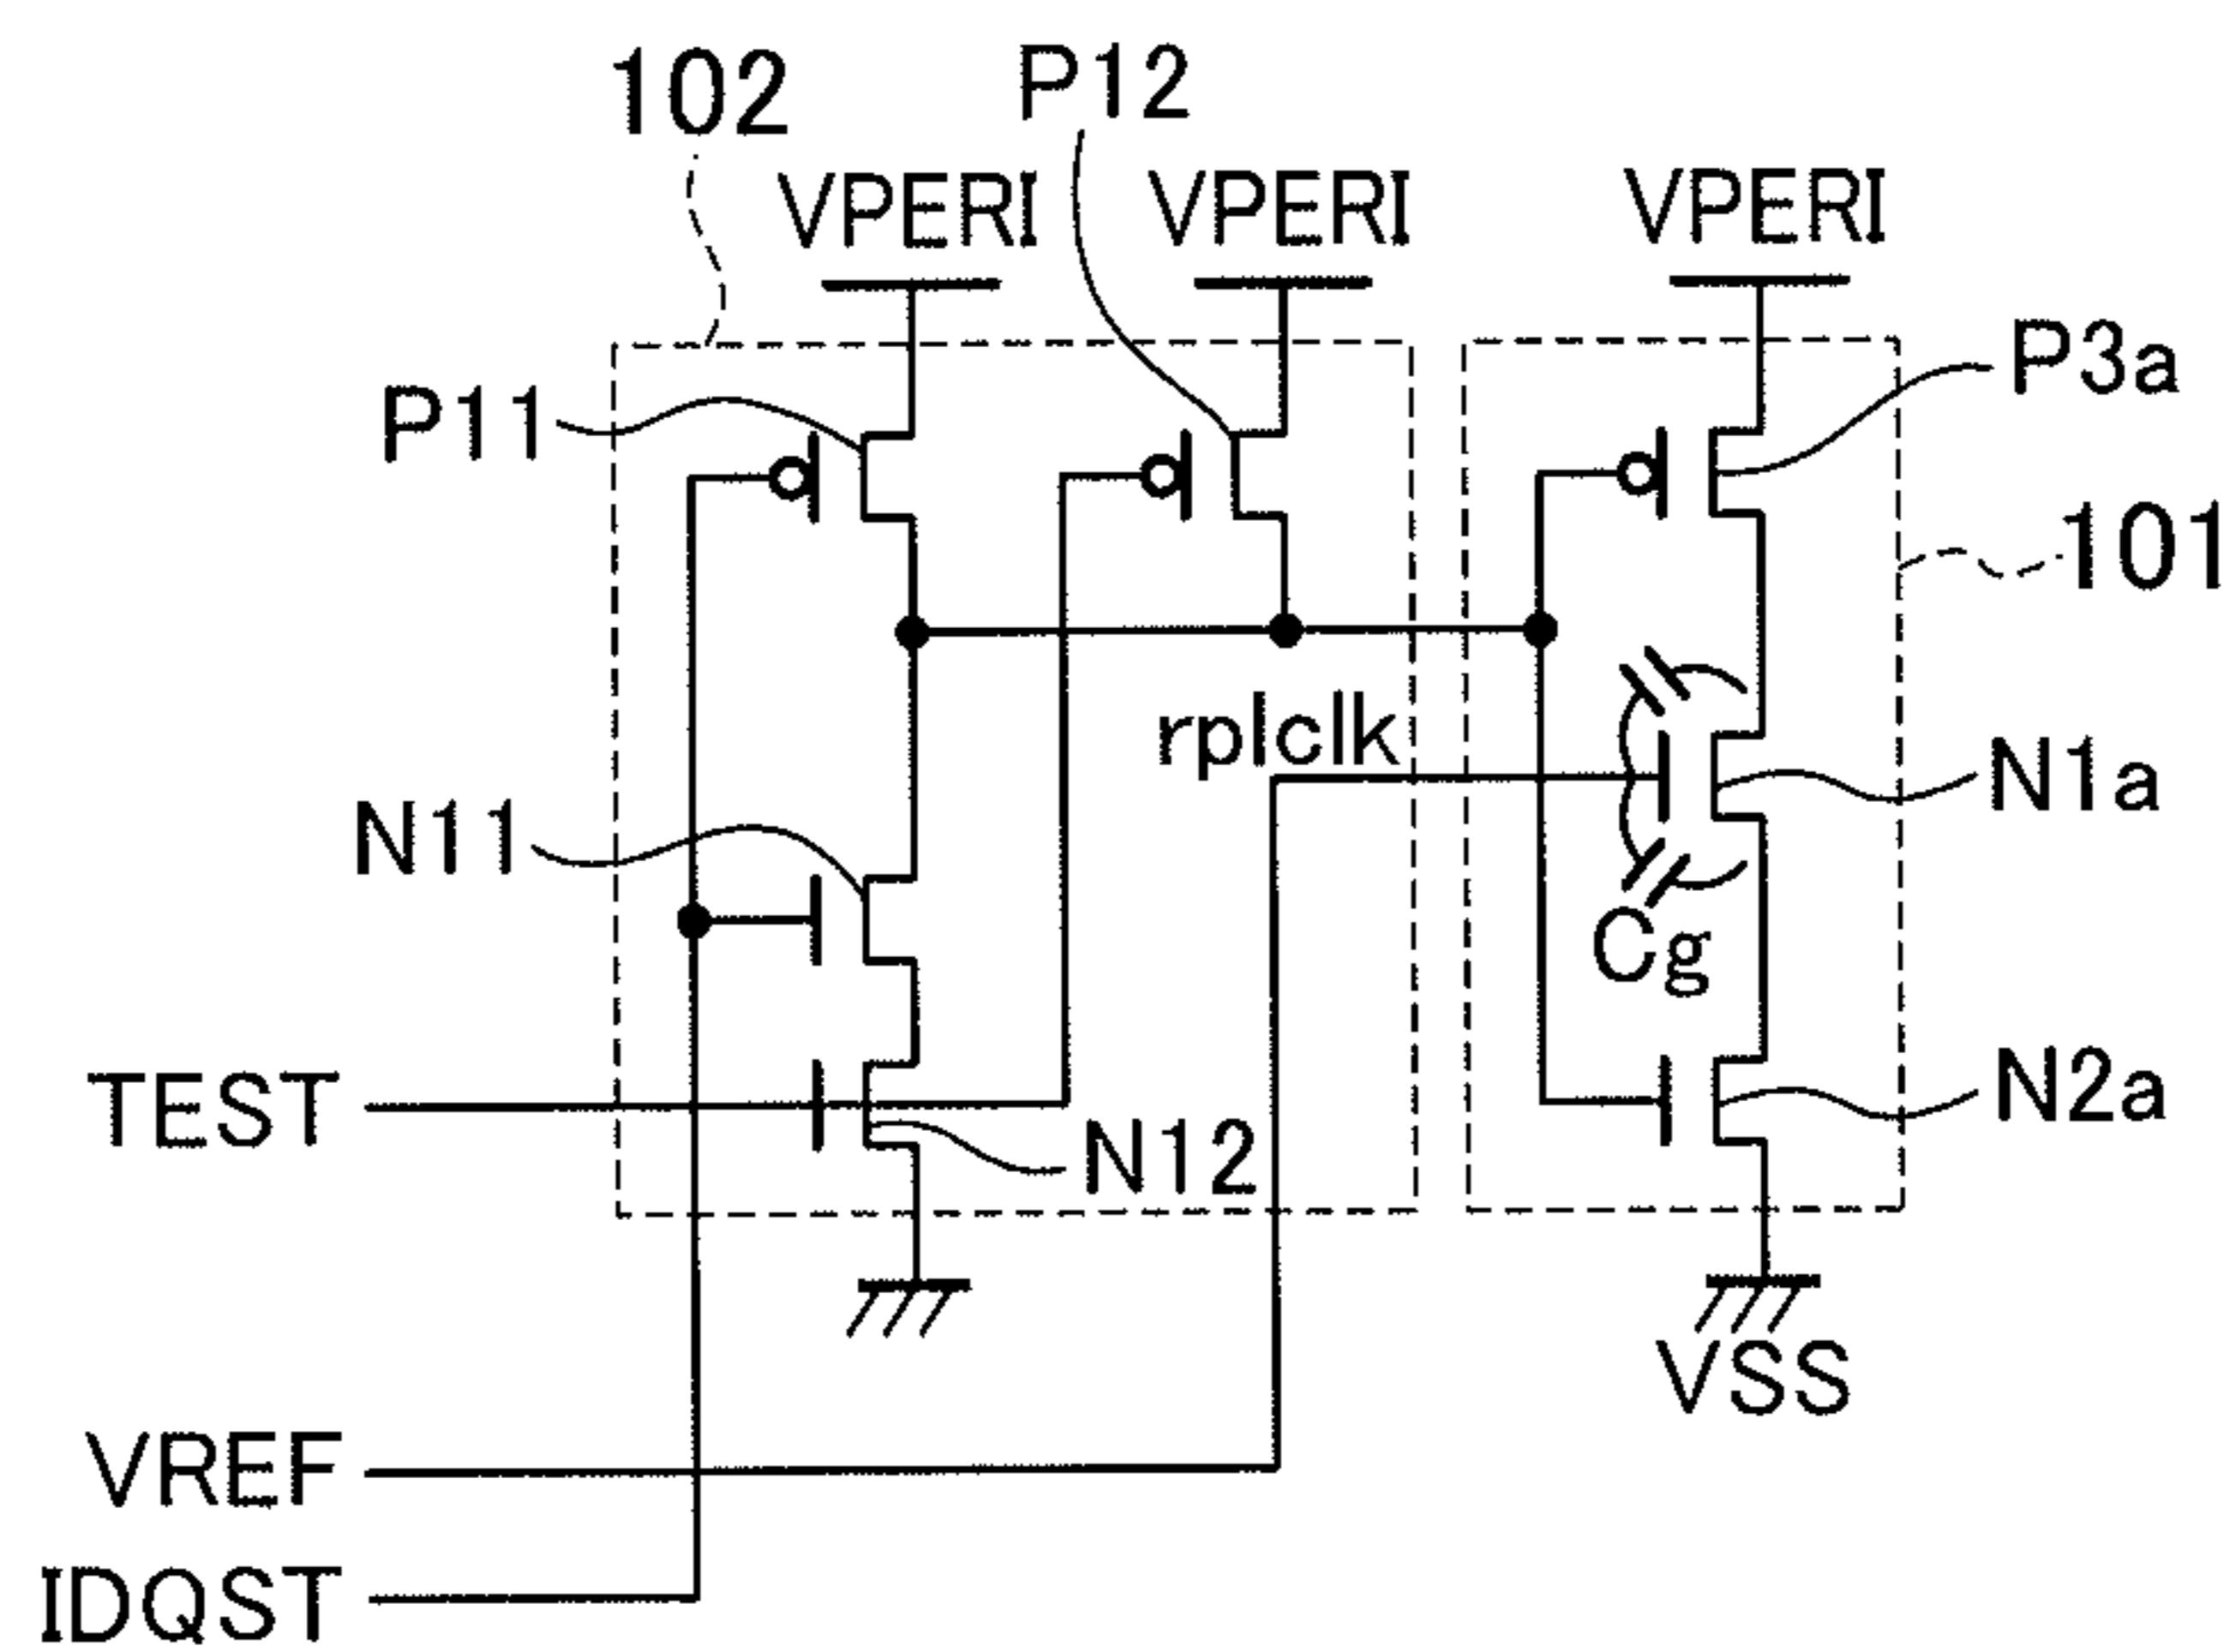 102
P12
VPERI VPERI VPERI
P11
P3a
101
rplclk
N11
N1a
Cg
TEST
N12
N2a
VSS
VREF
IDQST